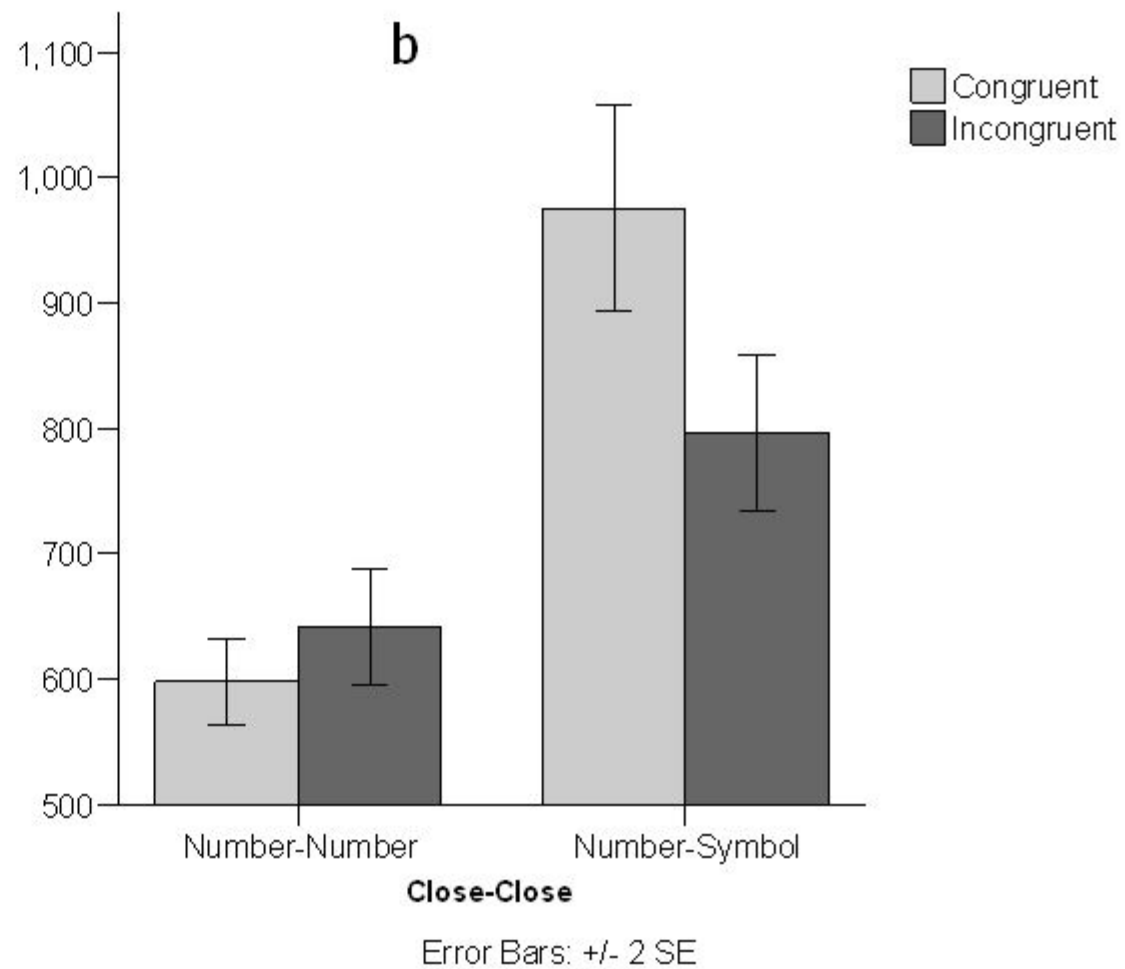 b
Congruent
Incongruent
1,100
1,000
900
800
700
600
500
Number-Number Number-Symbol
Close-Close
Error Bars: +/- 2 SE